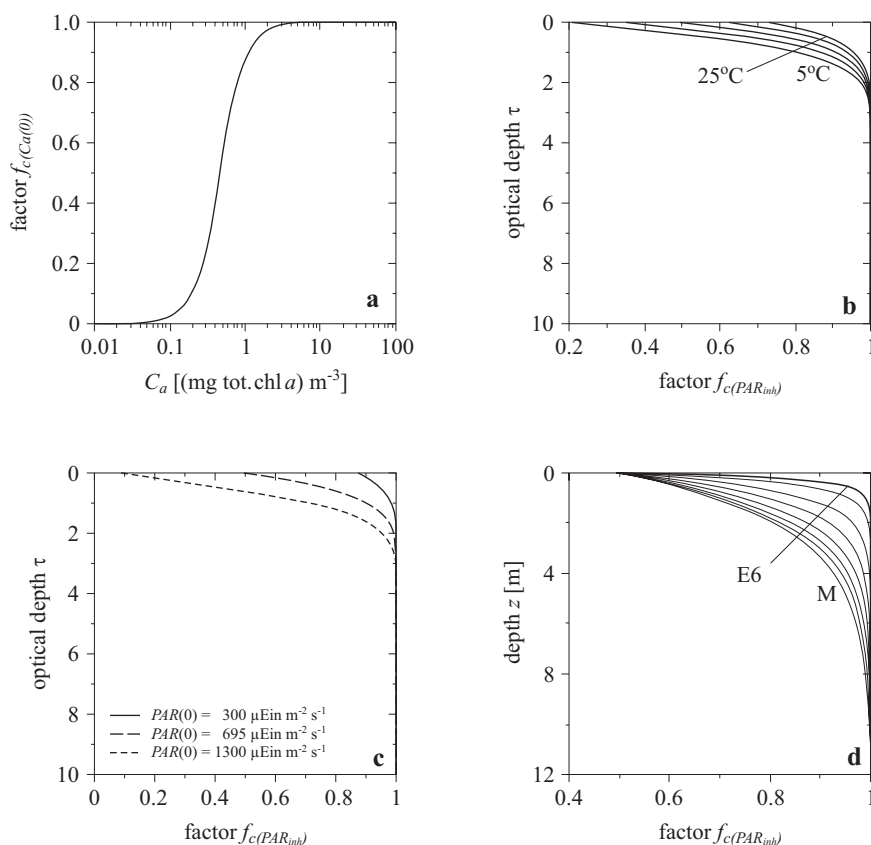 1.0
0.8
0.6
0.4
0.2
0
factor f_c(Ca(0))
a
0.01 0.1 1 10 100
C_a [(mg tot. chl a) m⁻³]
0
2
4
6
8
10
optical depth τ
25°C
5°C
b
0.2 0.4 0.6 0.8 1
factor f_c(PAR_inh)
0
2
4
6
8
10
optical depth τ
PAR(0) = 300 µEin m⁻² s⁻¹
PAR(0) = 695 µEin m⁻² s⁻¹
PAR(0) = 1300 µEin m⁻² s⁻¹
c
0 0.2 0.4 0.6 0.8 1
factor f_c(PAR_inh)
0
4
8
12
depth z [m]
E6
M
d
0.4 0.6 0.8 1
factor f_c(PAR_inh)